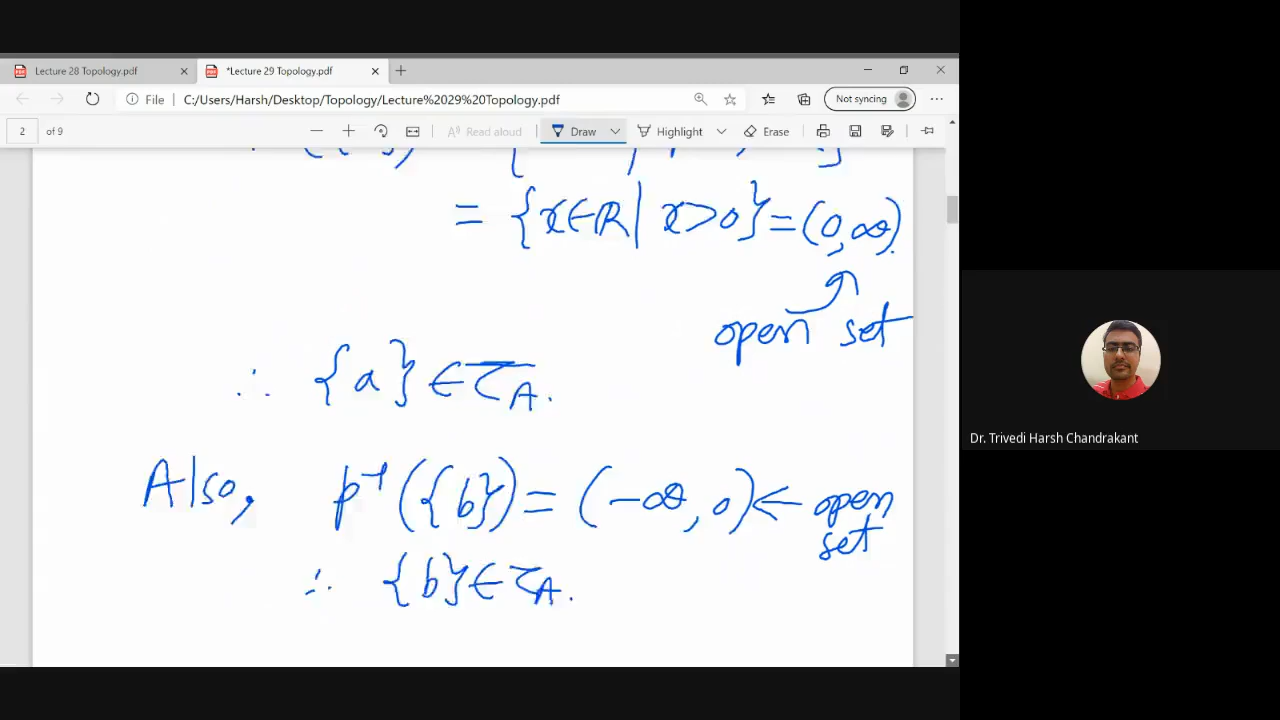 Lecture 28 Topology.pdf
*Lecture 29 Topology.pdf
File
C:/Users/Harsh/Desktop/Topology/Lecture%2029%20Topology.pdf
Not syncing
2 of 9
Read aloud
Draw
Highlight
Erase
= {x∈ℝ | x>0} = (0,∞).
open set
∴ {a} ∈ τ_A.
Also, p⁻¹({b}) = (-∞, 0) ← open set
∴ {b} ∈ τ_A.
Dr. Trivedi Harsh Chandrakant